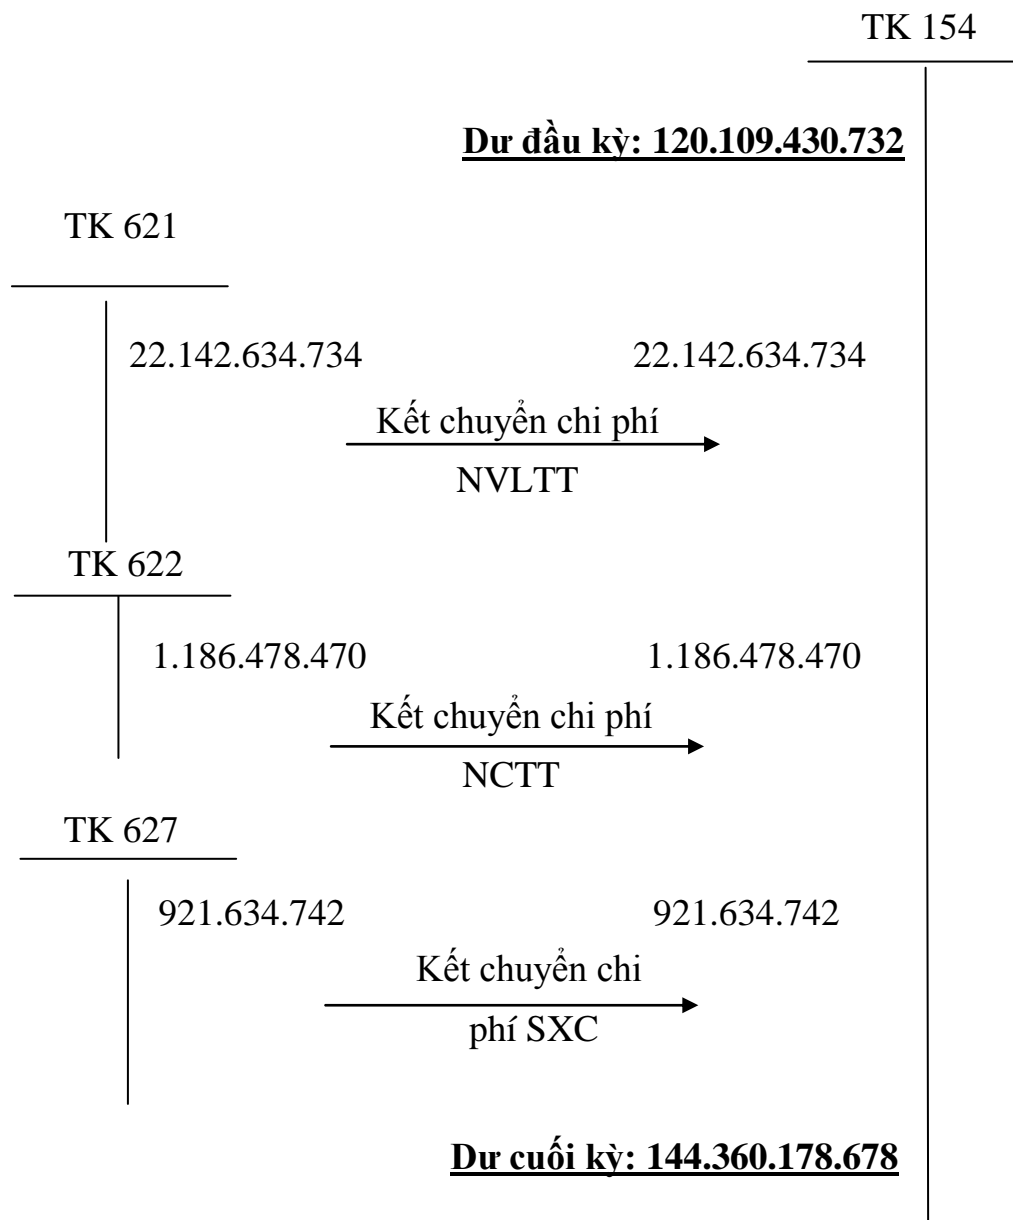 TK 154
Dư đầu kỳ: 120.109.430.732
TK 621
22.142.634.734 22.142.634.734
Kết chuyển chi phí
NVLTT
TK 622
1.186.478.470 1.186.478.470
Kết chuyển chi phí
NCTT
TK 627
921.634.742 921.634.742
Kết chuyển chi
phí SXC
Dư cuối kỳ: 144.360.178.678